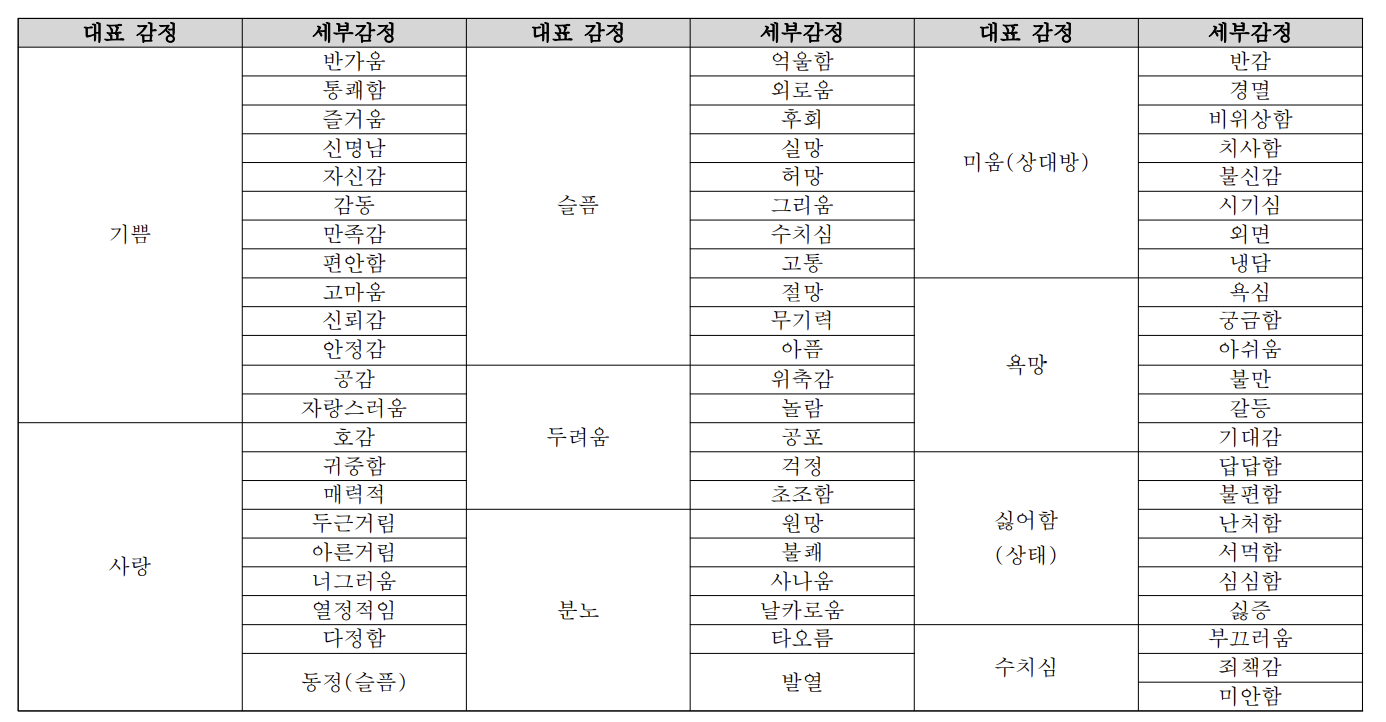 대표 감정 세부감정 대표 감정 세부감정 대표 감정 세부감정
반가움 억울함 반감
통쾌함 외로움 경멸
즐거움 후회 비위상함
신명남 실망 치사함
미움(상대방)
자신감 허망 불신감
감동 슬픔 그리움 시기심
기쁨 만족감 수치심 외면
편안함 고통 냉담
고마움 절망 욕심
신뢰감 무기력 궁금함
안정감 아픔 아쉬움
욕망
공감 위축감 불만
자랑스러움 놀람 갈등
호감 두려움 공포 기대감
귀중함 걱정 답답함
매력적 초조함 불편함
두근거림 원망 싫어함 난처함
아른거림 불쾌 (상태) 서먹함
사랑
너그러움 사나움 심심함
열정적임 분노 날카로움 싫증
다정함 타오름 부끄러움
동정(슬픔) 발열 수치심 죄책감
미안함